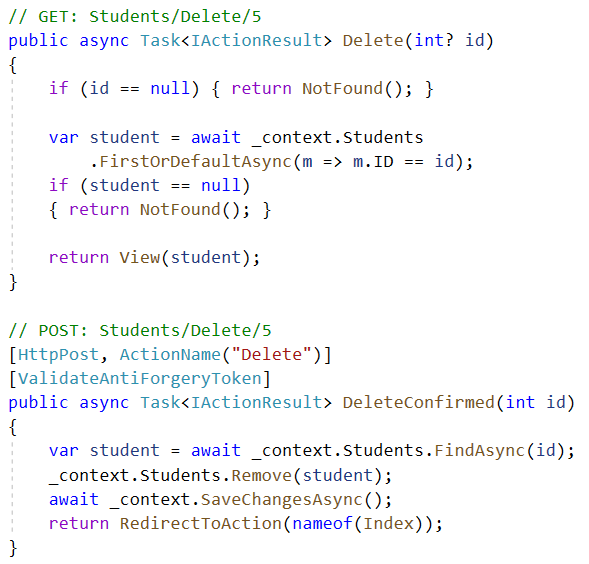 // GET: Students/Delete/5
public async Task<IActionResult> Delete(int? id)
{
    if (id == null) { return NotFound(); }

    var student = await _context.Students
        .FirstOrDefaultAsync(m => m.ID == id);
    if (student == null)
    { return NotFound(); }

    return View(student);
}

// POST: Students/Delete/5
[HttpPost, ActionName("Delete")]
[ValidateAntiForgeryToken]
public async Task<IActionResult> DeleteConfirmed(int id)
{
    var student = await _context.Students.FindAsync(id);
    _context.Students.Remove(student);
    await _context.SaveChangesAsync();
    return RedirectToAction(nameof(Index));
}